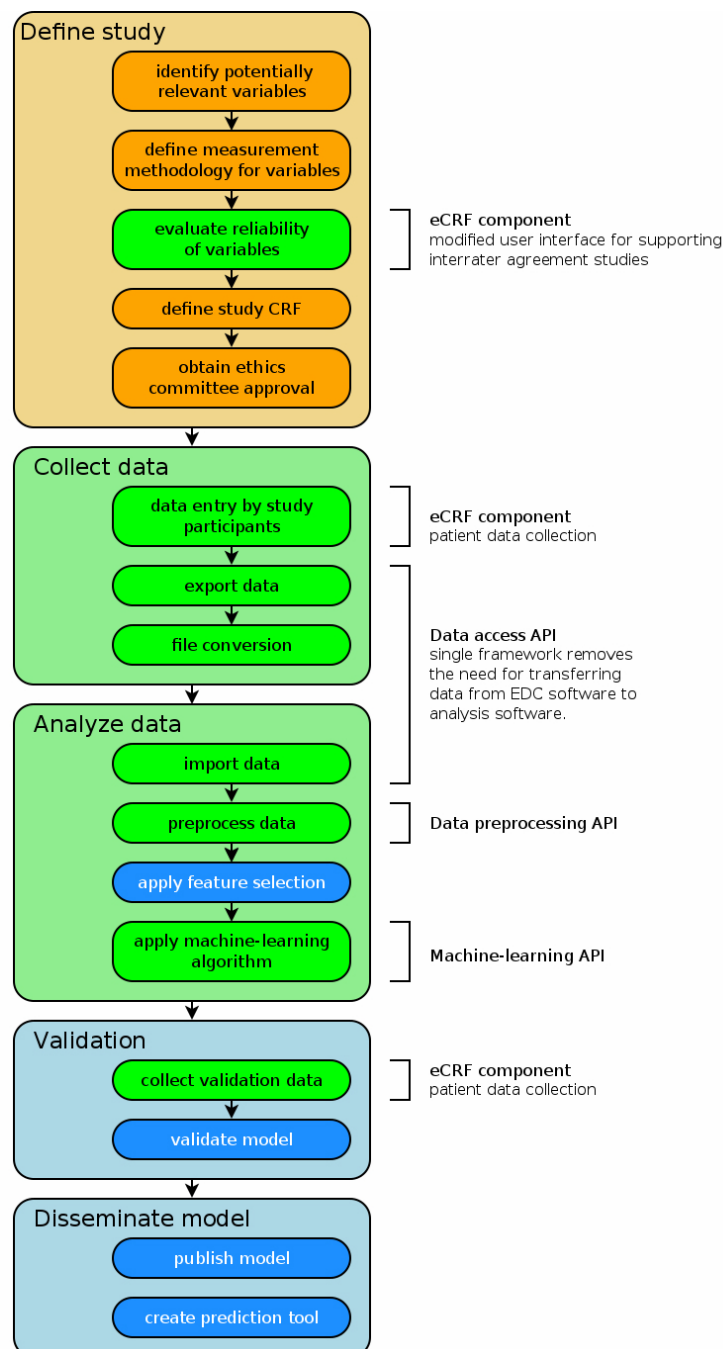 Define study
identify potentially
relevant variables
define measurement
methodology for variables
evaluate reliability
of variables
eCRF component
modified user interface for supporting
interrater agreement studies
define study CRF
obtain ethics
committee approval
Collect data
data entry by study
participants
eCRF component
patient data collection
export data
file conversion
Data access API
single framework removes
the need for transferring
data from EDC software to
analysis software.
Analyze data
import data
preprocess data
Data preprocessing API
apply feature selection
apply machine-learning
algorithm
Machine-learning API
Validation
collect validation data
eCRF component
patient data collection
validate model
Disseminate model
publish model
create prediction tool